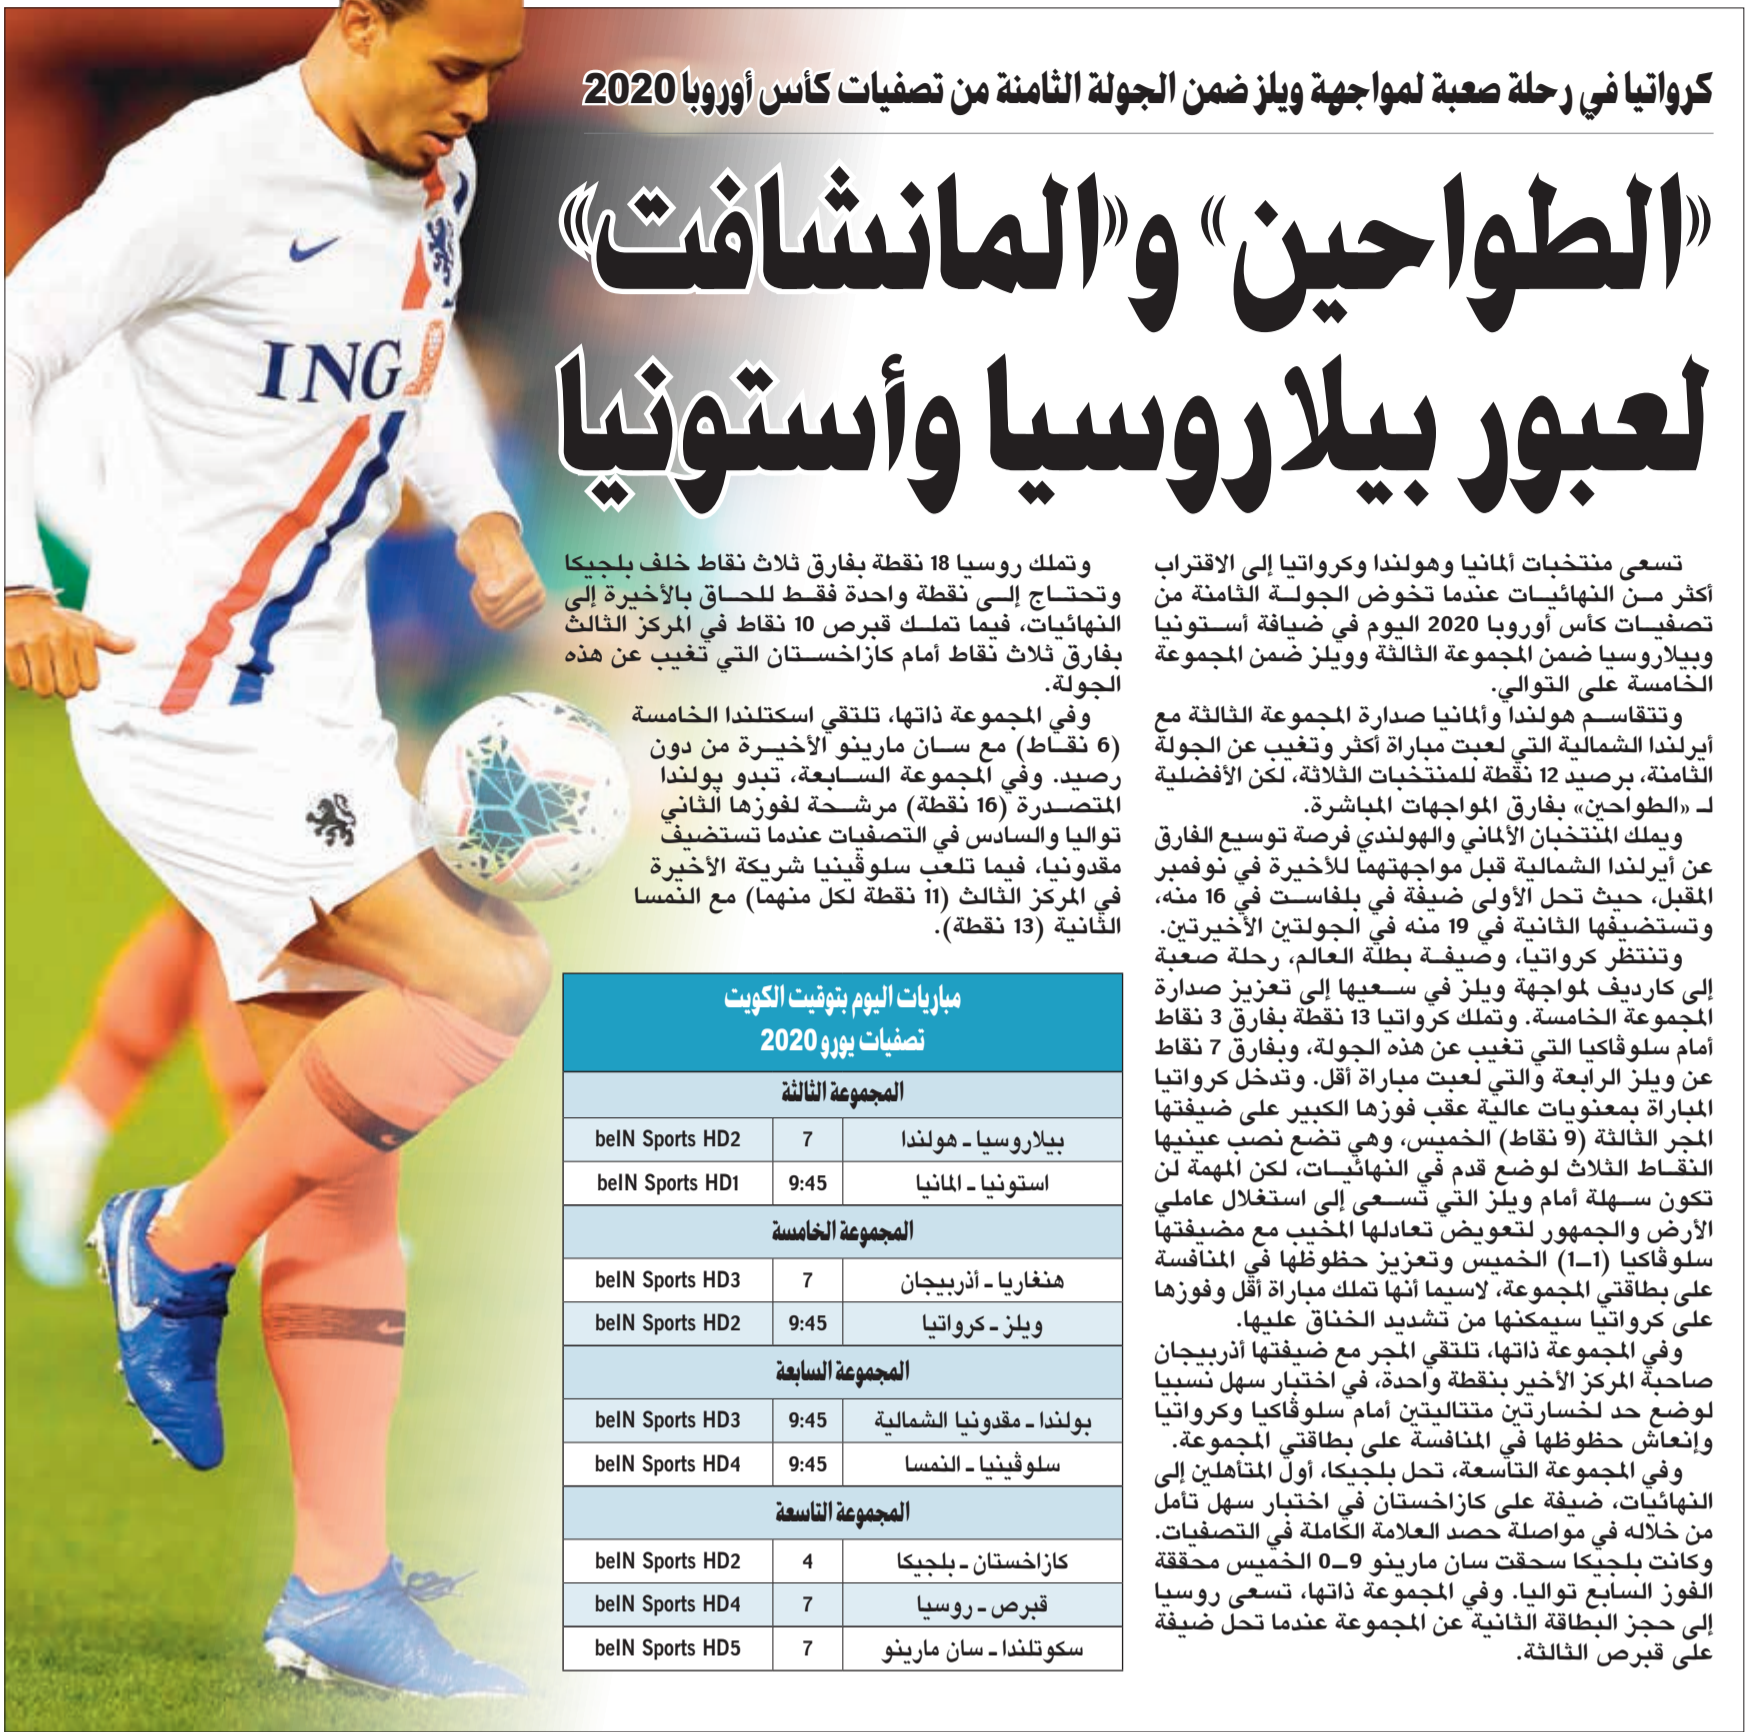 كرواتيا في رحلة صعبة لمواجهة ويلز ضمن الجولة الثامنة من تصفيات كأس أوروبا 2020
«الطواحين» و«المانشافت»
لعبور بيلاروسيا وأستونيا
ING
تسعى منتخبات ألمانيا وهولندا وكرواتيا إلى الاقتراب
أكثر من النهائيات عندما تخوض الجولة الثامنة من
تصفيات كأس أوروبا 2020 اليوم في ضيافة أستونيا
وبيلاروسيا ضمن المجموعة الثالثة وويلز ضمن المجموعة
الخامسة على التوالي.
وتتقاسم هولندا وألمانيا صدارة المجموعة الثالثة مع
أيرلندا الشمالية التي لعبت مباراة أكثر وتغيب عن الجولة
الثامنة، برصيد 12 نقطة للمنتخبات الثلاثة، لكن الأفضلية
لـ «الطواحين» بفارق المواجهات المباشرة.
ويملك المنتخبان الألماني والهولندي فرصة توسيع الفارق
عن أيرلندا الشمالية قبل مواجهتهما للأخيرة في نوفمبر
المقبل، حيث تحل الأولى ضيفة في بلفاست في 16 منه،
وتستضيفها الثانية في 19 منه في الجولتين الأخيرتين.
وتنتظر كرواتيا، وصيفة بطلة العالم، رحلة صعبة
إلى كارديف لمواجهة ويلز في سعيها إلى تعزيز صدارة
المجموعة الخامسة. وتملك كرواتيا 13 نقطة بفارق 3 نقاط
أمام سلوڤاكيا التي تغيب عن هذه الجولة، وبفارق 7 نقاط
عن ويلز الرابعة والتي لعبت مباراة أقل. وتدخل كرواتيا
المباراة بمعنويات عالية عقب فوزها الكبير على ضيفتها
المجر الثالثة (9 نقاط) الخميس، وهي تضع نصب عينيها
النقاط الثلاث لوضع قدم في النهائيات، لكن المهمة لن
تكون سهلة أمام ويلز التي تسعى إلى استغلال عاملي
الأرض والجمهور لتعويض تعادلها المخيب مع مضيفتها
سلوڤاكيا (1ـ1) الخميس وتعزيز حظوظها في المنافسة
على بطاقتي المجموعة، لاسيما أنها تملك مباراة أقل وفوزها
على كرواتيا سيمكنها من تشديد الخناق عليها.
وفي المجموعة ذاتها، تلتقي المجر مع ضيفتها أذربيجان
صاحبة المركز الأخير بنقطة واحدة، في اختبار سهل نسبيا
لوضع حد لخسارتين متتاليتين أمام سلوڤاكيا وكرواتيا
وإنعاش حظوظها في المنافسة على بطاقتي المجموعة.
وفي المجموعة التاسعة، تحل بلجيكا، أول المتأهلين إلى
النهائيات، ضيفة على كازاخستان في اختبار سهل تأمل
من خلاله في مواصلة حصد العلامة الكاملة في التصفيات.
وكانت بلجيكا سحقت سان مارينو 9ـ0 الخميس محققة
الفوز السابع تواليا. وفي المجموعة ذاتها، تسعى روسيا
إلى حجز البطاقة الثانية عن المجموعة عندما تحل ضيفة
على قبرص الثالثة.
وتملك روسيا 18 نقطة بفارق ثلاث نقاط خلف بلجيكا
وتحتاج إلى نقطة واحدة فقط للحاق بالأخيرة إلى
النهائيات، فيما تملك قبرص 10 نقاط في المركز الثالث
بفارق ثلاث نقاط أمام كازاخستان التي تغيب عن هذه
الجولة.
وفي المجموعة ذاتها، تلتقي اسكتلندا الخامسة
(6 نقاط) مع سان مارينو الأخيرة من دون
رصيد. وفي المجموعة السابعة، تبدو پولندا
المتصدرة (16 نقطة) مرشحة لفوزها الثاني
تواليا والسادس في التصفيات عندما تستضيف
مقدونيا، فيما تلعب سلوڤينيا شريكة الأخيرة
في المركز الثالث (11 نقطة لكل منهما) مع النمسا
الثانية (13 نقطة).
مباريات اليوم بتوقيت الكويت
تصفيات يورو 2020
المجموعة الثالثة
بيلاروسيا ـ هولندا 7 beIN Sports HD2
استونيا ـ المانيا 9:45 beIN Sports HD1
المجموعة الخامسة
هنغاريا ـ أذربيجان 7 beIN Sports HD3
ويلز ـ كرواتيا 9:45 beIN Sports HD2
المجموعة السابعة
بولندا ـ مقدونيا الشمالية 9:45 beIN Sports HD3
سلوڤينيا ـ النمسا 9:45 beIN Sports HD4
المجموعة التاسعة
كازاخستان ـ بلجيكا 4 beIN Sports HD2
قبرص ـ روسيا 7 beIN Sports HD4
سكوتلندا ـ سان مارينو 7 beIN Sports HD5